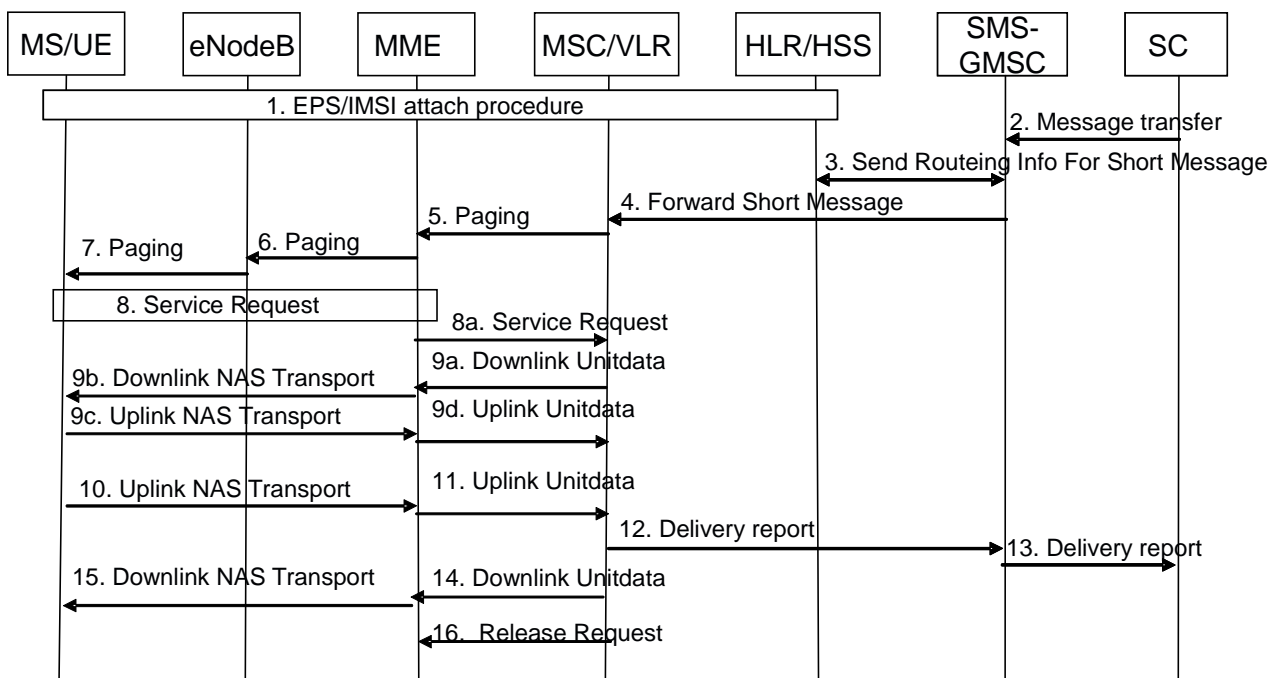 MS/UE
eNodeB
MME
MSC/VLR
HLR/HSS
SMS-
GMSC
SC
1. EPS/IMSI attach procedure
2. Message transfer
3. Send Routeing Info For Short Message
4. Forward Short Message
5. Paging
6. Paging
7. Paging
8. Service Request
8a. Service Request
9a. Downlink Unitdata
9b. Downlink NAS Transport
9c. Uplink NAS Transport
9d. Uplink Unitdata
10. Uplink NAS Transport
11. Uplink Unitdata
12. Delivery report
13. Delivery report
15. Downlink NAS Transport
14. Downlink Unitdata
16. Release Request